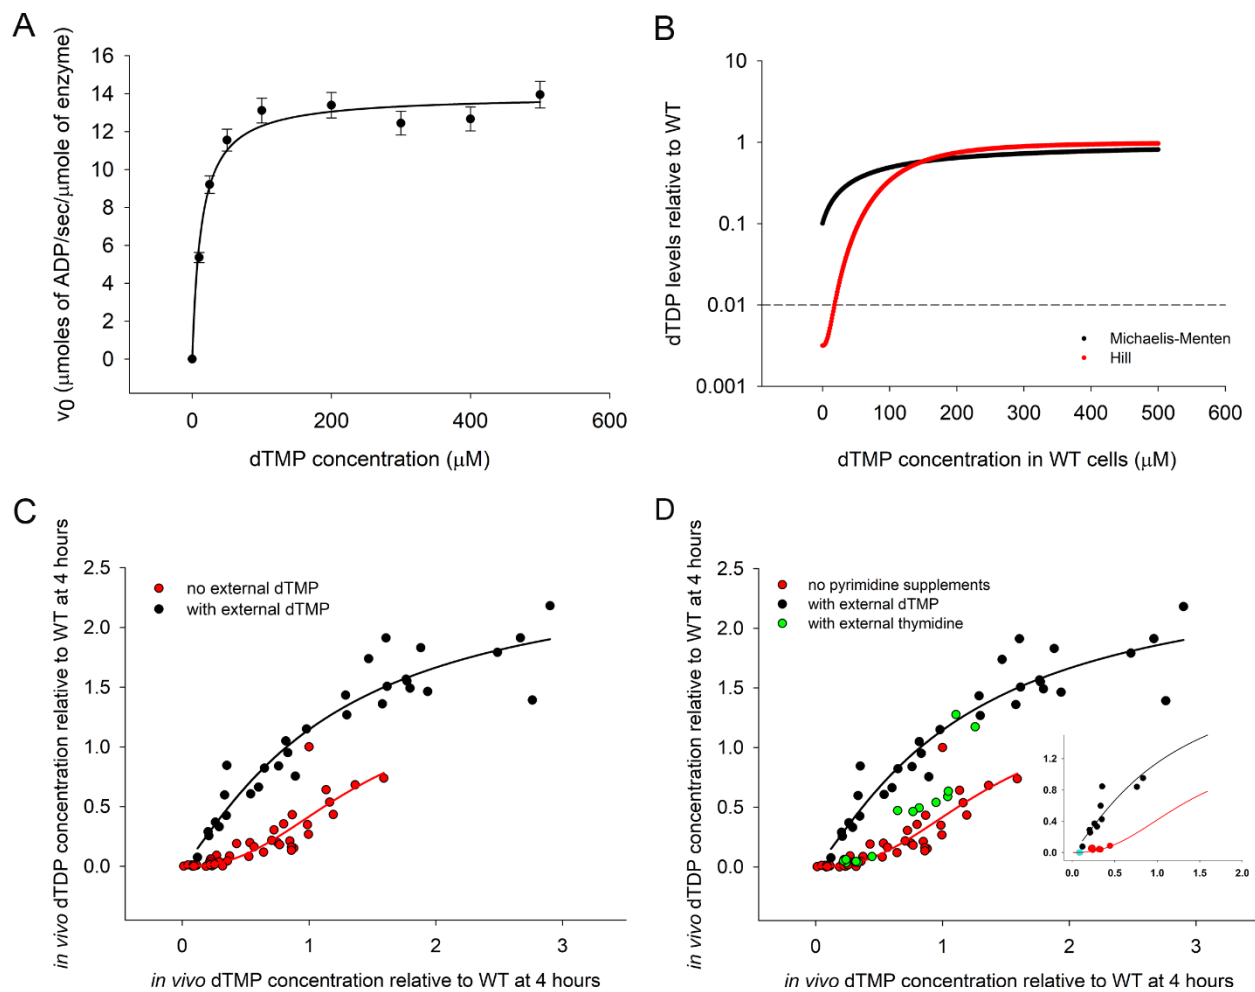 A
16
14
12
10
8
6
4
2
0
v0 (μmoles of ADP/sec/μmole of enzyme)
0 200 400 600
dTMP concentration (μM)
B
10
1
0.1
0.01
0.001
dTDP levels relative to WT
Michaelis-Menten
Hill
0 100 200 300 400 500 600
dTMP concentration in WT cells (μM)
C
2.5
2.0
1.5
1.0
0.5
0.0
in vivo dTDP concentration relative to WT at 4 hours
no external dTMP
with external dTMP
0 1 2 3
in vivo dTMP concentration relative to WT at 4 hours
D
2.5
2.0
1.5
1.0
0.5
0.0
in vivo dTDP concentration relative to WT at 4 hours
no pyrimidine supplements
with external dTMP
with external thymidine
1.2
0.8
0.4
0.0
0.0 0.5 1.0 1.5 2.0
0 1 2 3
in vivo dTMP concentration relative to WT at 4 hours